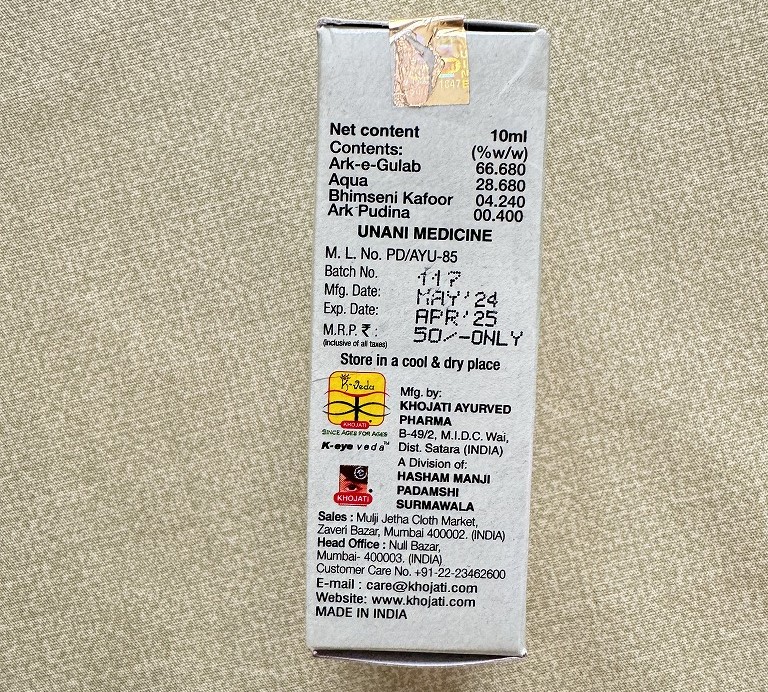 1847E
Net content 10ml
Contents: (%w/w)
Ark-e-Gulab 66.680
Aqua 28.680
Bhimseni Kafoor 04.240
Ark Pudina 00.400
UNANI MEDICINE
M. L. No. PD/AYU-85
Batch No. 117
Mfg. Date: MAY'24
Exp. Date: APR'25
M.R.P. ₹ : 50/-ONLY
(inclusive of all taxes)
Store in a cool & dry place
K-Veda
KHOJATI
SINCE AGES FOR AGES
K-eye veda™
KHOJATI
Mfg. by:
KHOJATI AYURVED
PHARMA
B-49/2, M.I.D.C. Wai,
Dist. Satara (INDIA)
A Division of:
HASHAM MANJI
PADAMSHI
SURMAWALA
Sales : Mulji Jetha Cloth Market,
Zaveri Bazar, Mumbai 400002. (INDIA)
Head Office : Null Bazar,
Mumbai- 400003. (INDIA)
Customer Care No. +91-22-23462600
E-mail : care@khojati.com
Website: www.khojati.com
MADE IN INDIA